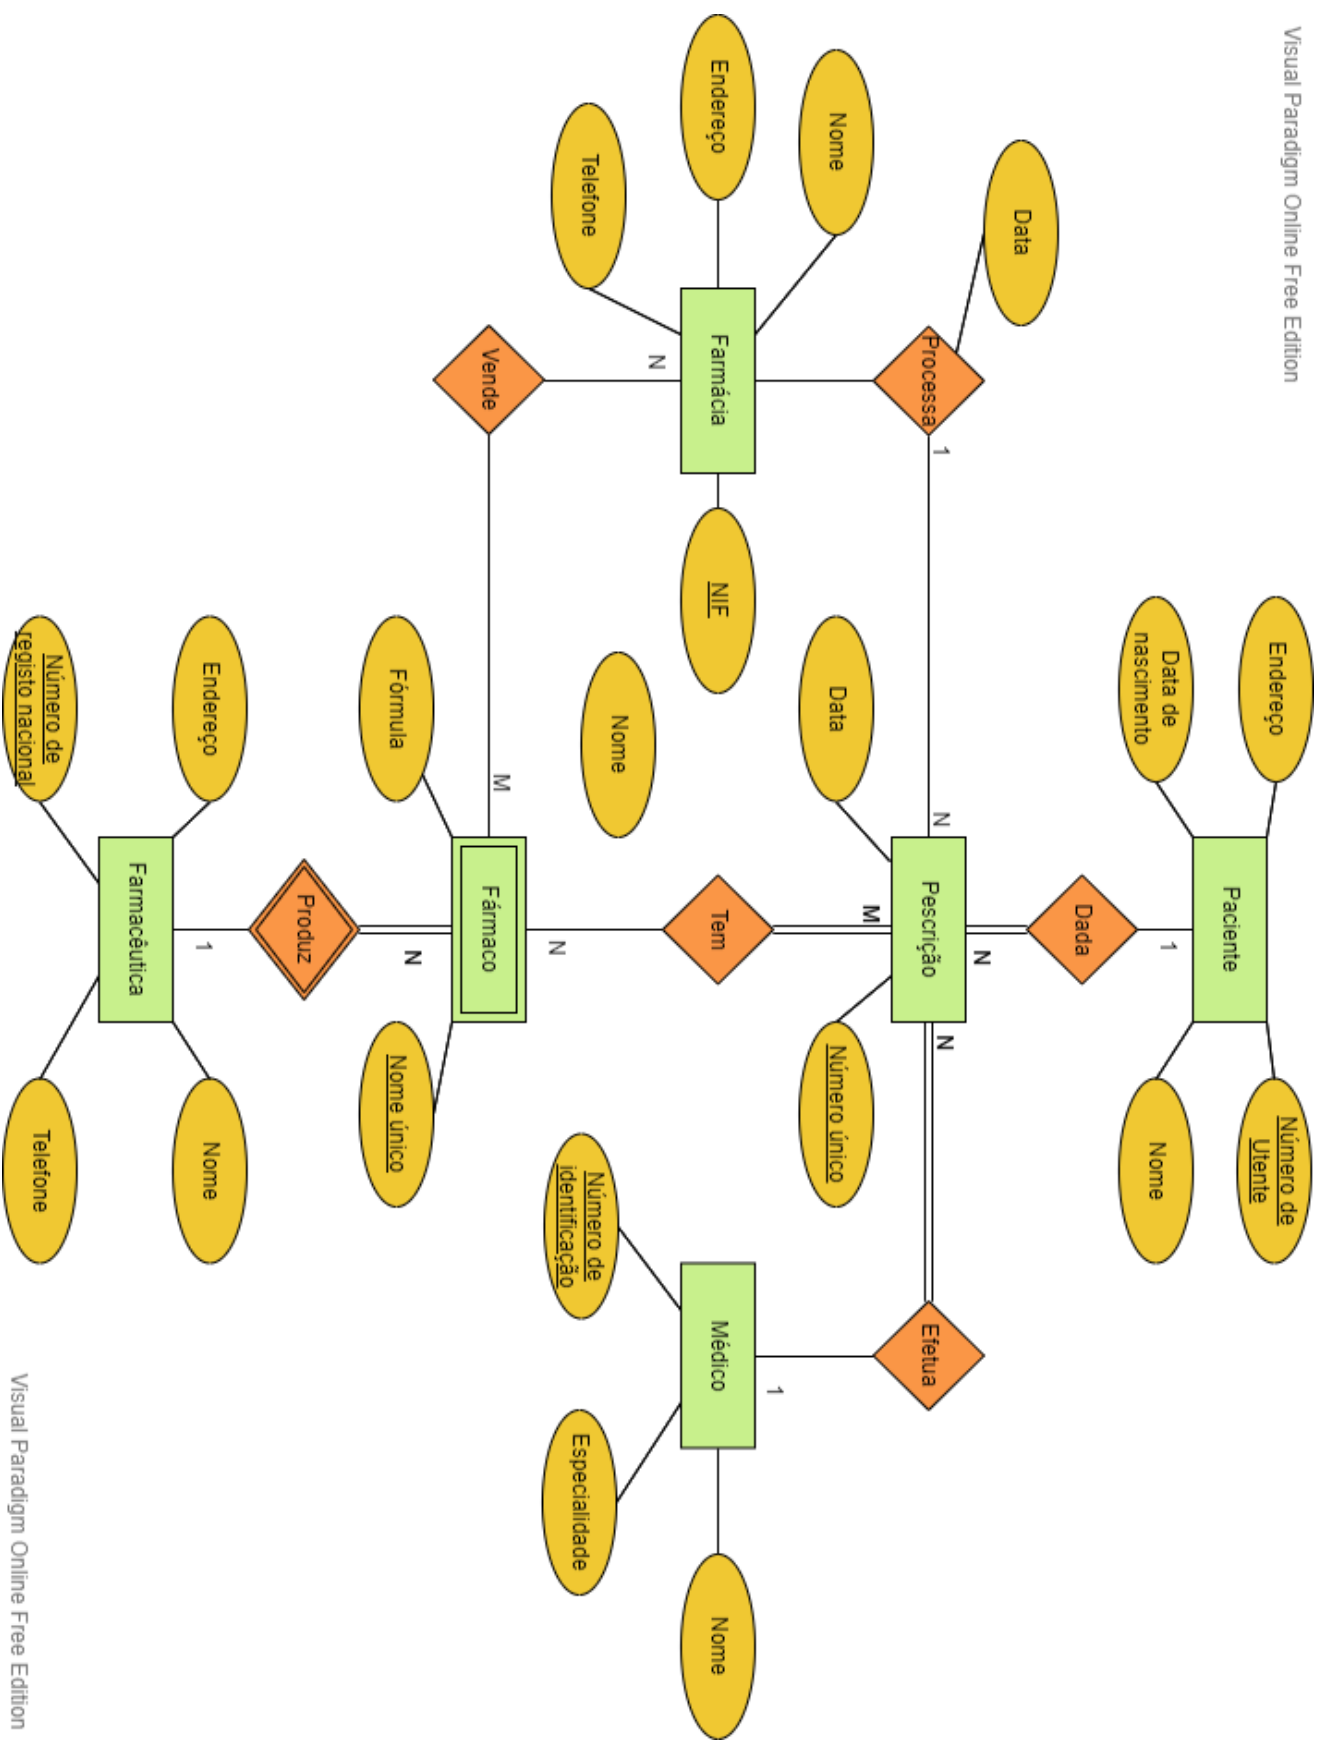 Visual Paradigm Online Free Edition
Endereço
Número de
Utente
Data de
nascimento
Paciente
Nome
1
Data
Dada
N
Processa
1
N
Pescrição
N
Efetua
Nome
Data
M
Número único
1
Endereço
Farmácia
NIF
Tem
Médico
Nome
Telefone
N
Nome
N
Número de
identificação
Especialidade
Vende
M
Fármaco
Fórmula
N
Nome único
Produz
Endereço
1
Nome
Farmacêutica
Número de
registo nacional
Telefone
Visual Paradigm Online Free Edition